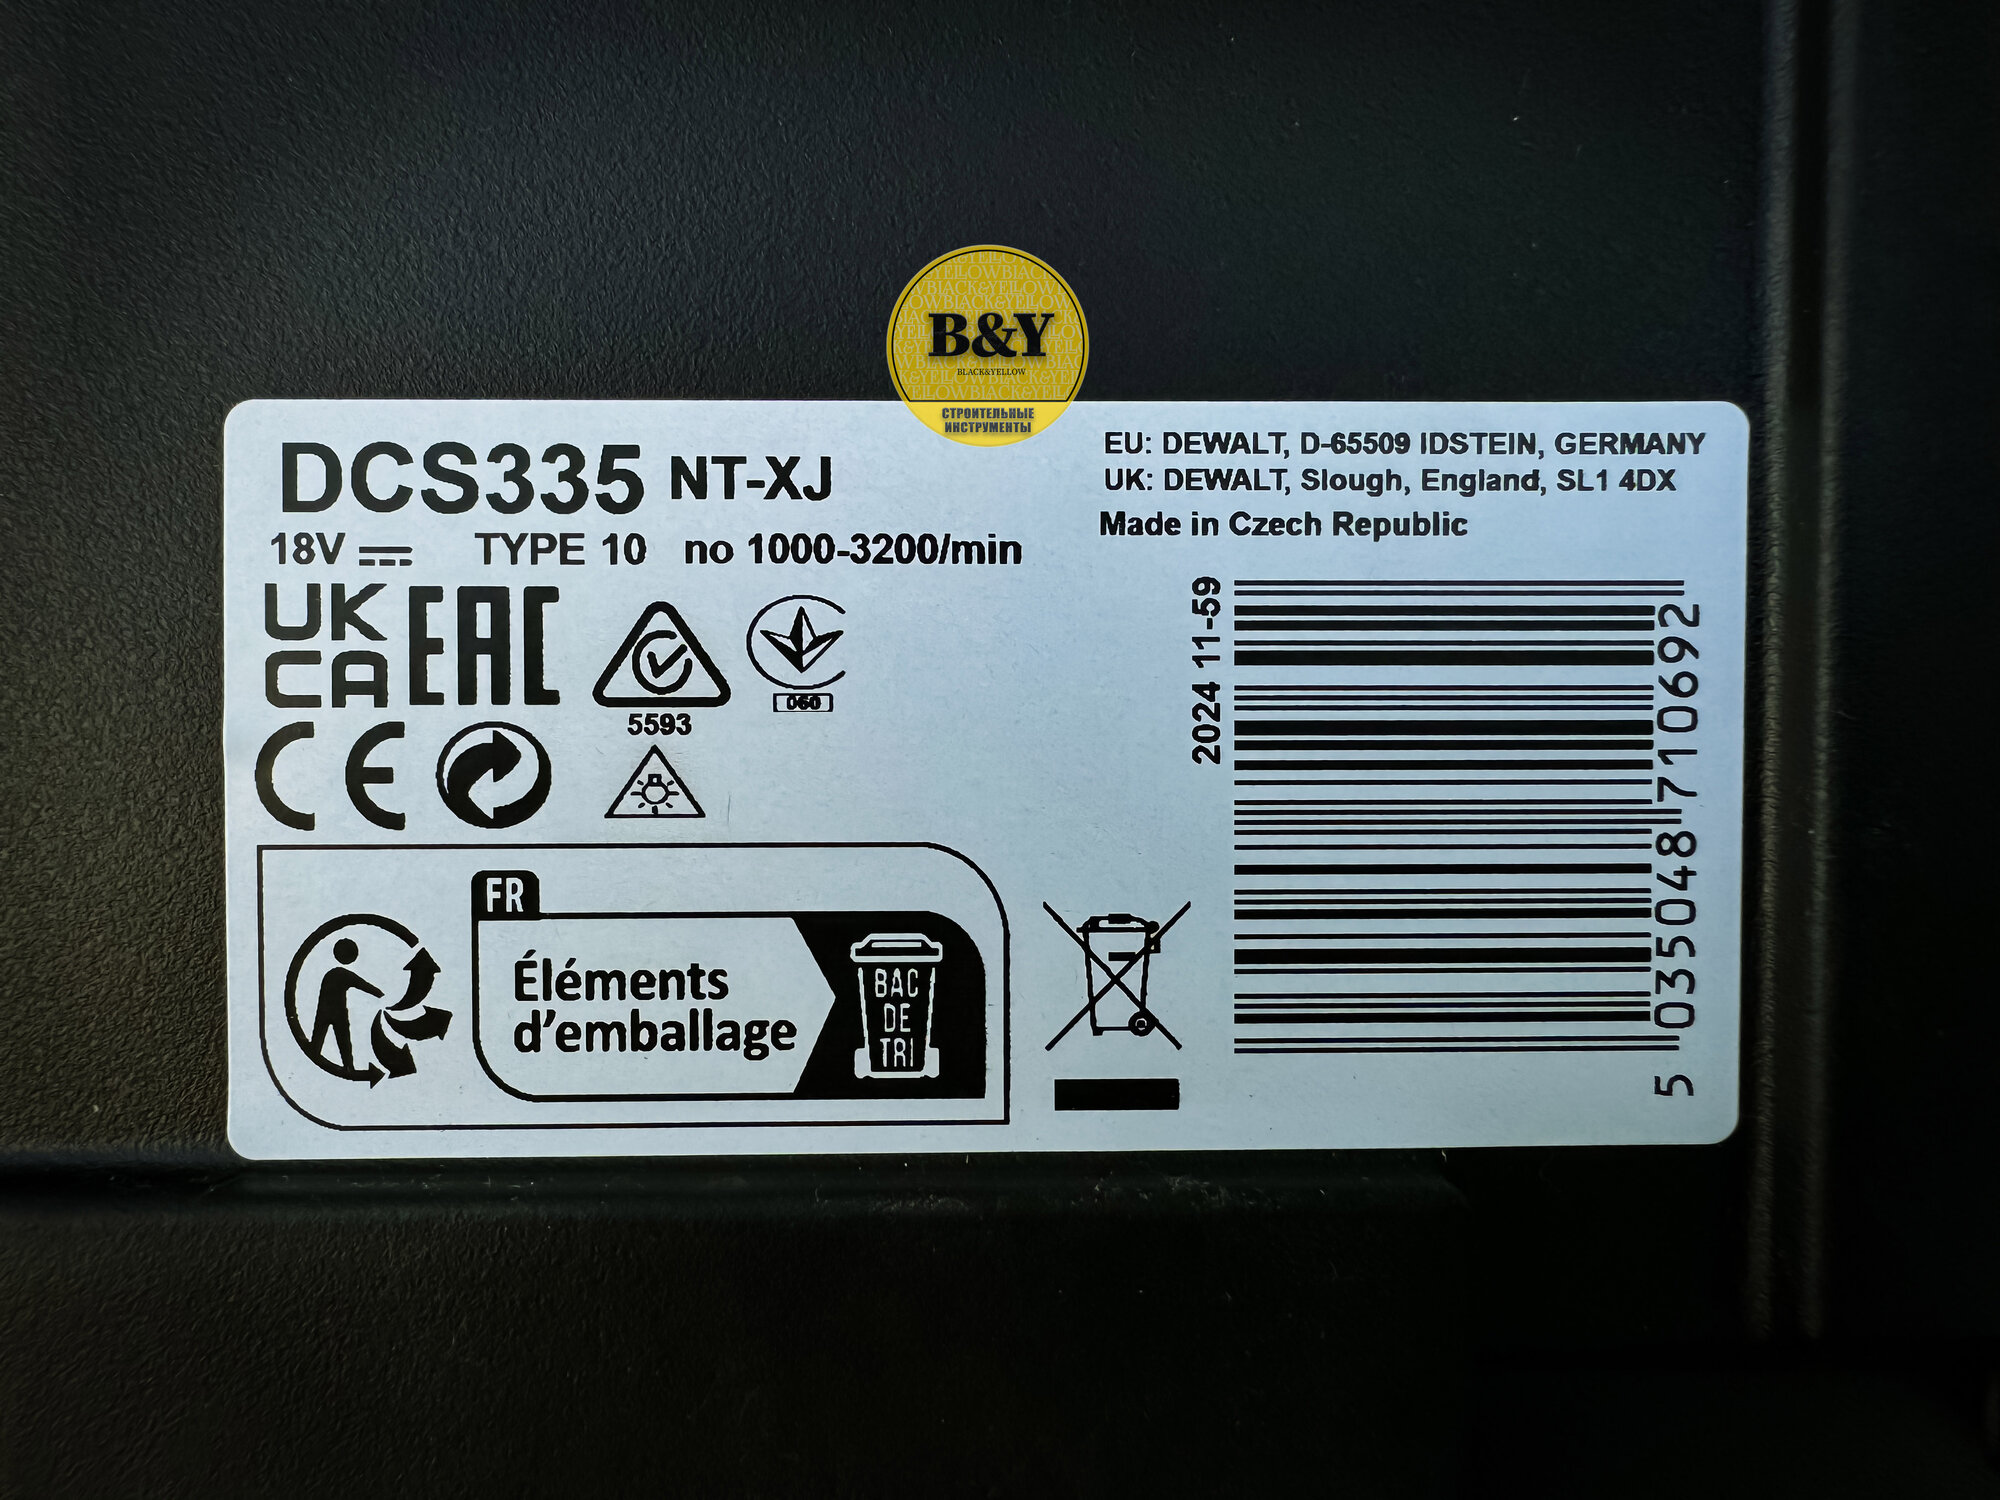 B&Y
BLACK&YELLOW
СТРОИТЕЛЬНЫЕ
ИНСТРУМЕНТЫ
DCS335 NT-XJ
18V TYPE 10 no 1000-3200/min
EU: DEWALT, D-65509 IDSTEIN, GERMANY
UK: DEWALT, Slough, England, SL1 4DX
Made in Czech Republic
UK
CA
EAC
5593
060
CE
2024 11-59
5 035048 710692
FR
Éléments
d'emballage
BAC
DE
TRI